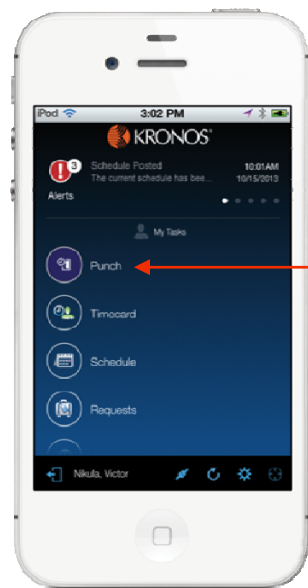 iPod 3:02 PM
KRONOS®
3
Schedule Posted 10:01AM
The current schedule has bee... 10/15/2013
Alerts
My Tasks
Punch
Timecard
Schedule
Requests
Nikula, Victor